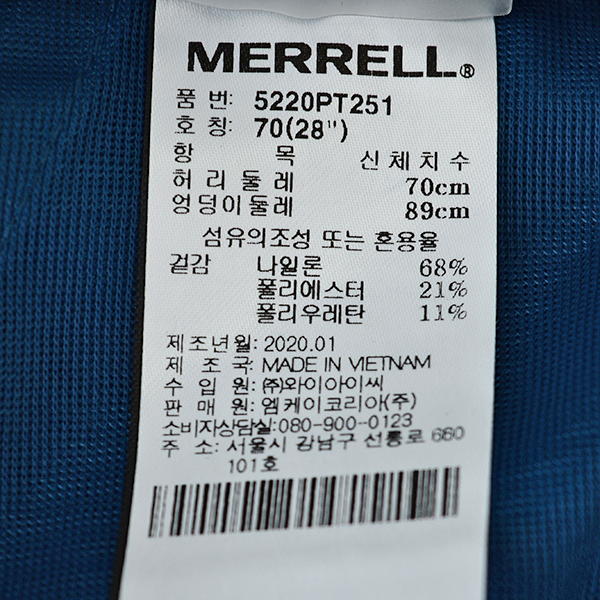 MERRELL®
품 번: 5220PT251
호 칭: 70(28")
항 목 신체치수
허리둘레 70cm
엉덩이둘레 89cm
섬유의조성 또는 혼용율
겉감 나일론 68%
폴리에스터 21%
폴리우레탄 11%
제조년월: 2020.01
제 조 국: MADE IN VIETNAM
수 입 원: (주)와이아이씨
판 매 원: 엠케이코리아(주)
소비자상담실:080-900-0123
주 소: 서울시 강남구 선릉로 660
101호